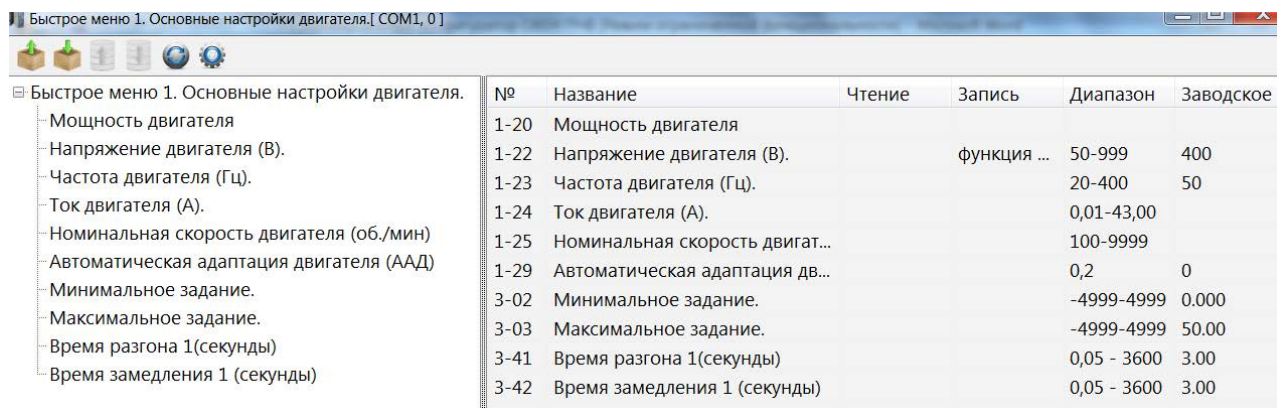 Быстрое меню 1. Основные настройки двигателя.[ COM1, 0 ]
Быстрое меню 1. Основные настройки двигателя.
Мощность двигателя
Напряжение двигателя (В).
Частота двигателя (Гц).
Ток двигателя (А).
Номинальная скорость двигателя (об./мин)
Автоматическая адаптация двигателя (ААД)
Минимальное задание.
Максимальное задание.
Время разгона 1(секунды)
Время замедления 1 (секунды)
№ Название Чтение Запись Диапазон Заводское
1-20 Мощность двигателя
1-22 Напряжение двигателя (В). функция ... 50-999 400
1-23 Частота двигателя (Гц). 20-400 50
1-24 Ток двигателя (А). 0,01-43,00
1-25 Номинальная скорость двигат... 100-9999
1-29 Автоматическая адаптация дв... 0,2 0
3-02 Минимальное задание. -4999-4999 0.000
3-03 Максимальное задание. -4999-4999 50.00
3-41 Время разгона 1(секунды) 0,05 - 3600 3.00
3-42 Время замедления 1 (секунды) 0,05 - 3600 3.00